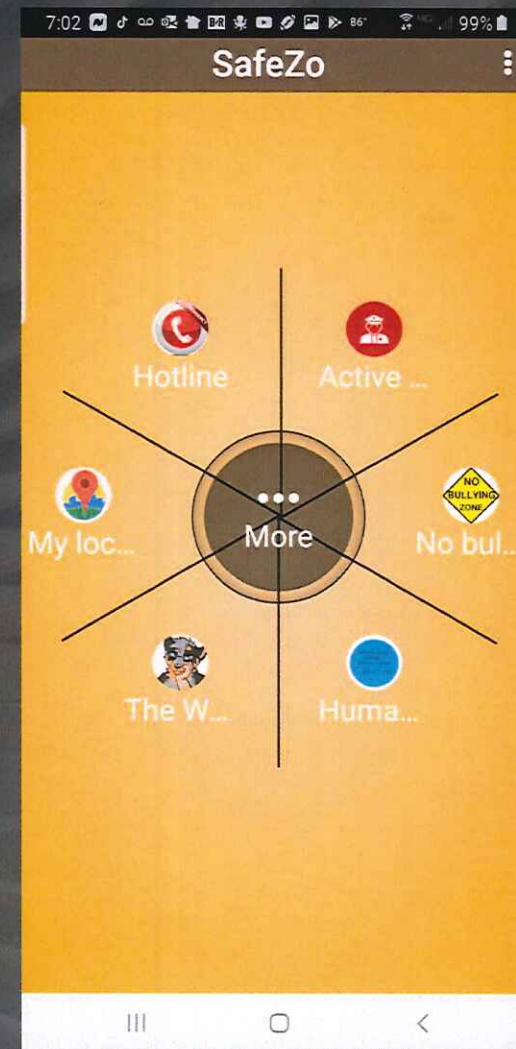 7:02
86°
99%
SafeZo
Hotline
Active ...
My loc...
NO
BULLYING
ZONE
No bul...
More
The W...
Huma...